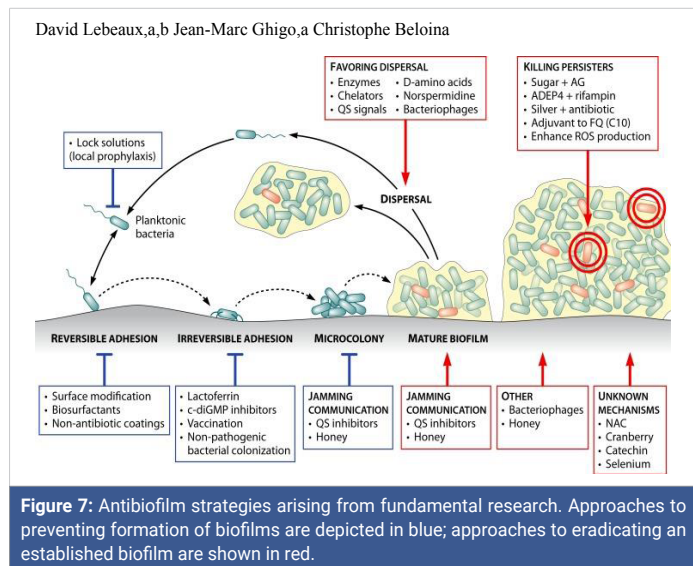 David Lebeaux,a,b Jean-Marc Ghigo,a Christophe Beloina
FAVORING DISPERSAL
• Enzymes
• Chelators
• QS signals
• D-amino acids
• Norspermidine
• Bacteriophages
KILLING PERSISTERS
• Sugar + AG
• ADEP4 + rifampin
• Silver + antibiotic
• Adjuvant to FQ (C10)
• Enhance ROS production
• Lock solutions
(local prophylaxis)
Planktonic
bacteria
DISPERSAL
REVERSIBLE ADHESION
IRREVERSIBLE ADHESION
MICROCOLONY
MATURE BIOFILM
• Surface modification
• Biosurfactants
• Non-antibiotic coatings
• Lactoferrin
• c-diGMP inhibitors
• Vaccination
• Non-pathogenic
bacterial colonization
JAMMING
COMMUNICATION
• QS inhibitors
• Honey
JAMMING
COMMUNICATION
• QS inhibitors
• Honey
OTHER
• Bacteriophages
• Honey
UNKNOWN
MECHANISMS
• NAC
• Cranberry
• Catechin
• Selenium
Figure 7: Antibiofilm strategies arising from fundamental research. Approaches to
preventing formation of biofilms are depicted in blue; approaches to eradicating an
established biofilm are shown in red.